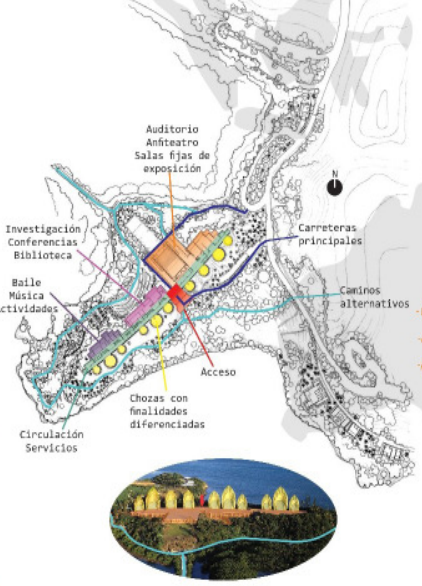 Auditorio
Anfiteatro
Salas fijas de
exposición
N
Investigación
Conferencias
Biblioteca
Carreteras
principales
Baile
Música
Actividades
Caminos
alternativos
Acceso
Chozas con
finalidades
diferenciadas
Circulación
Servicios